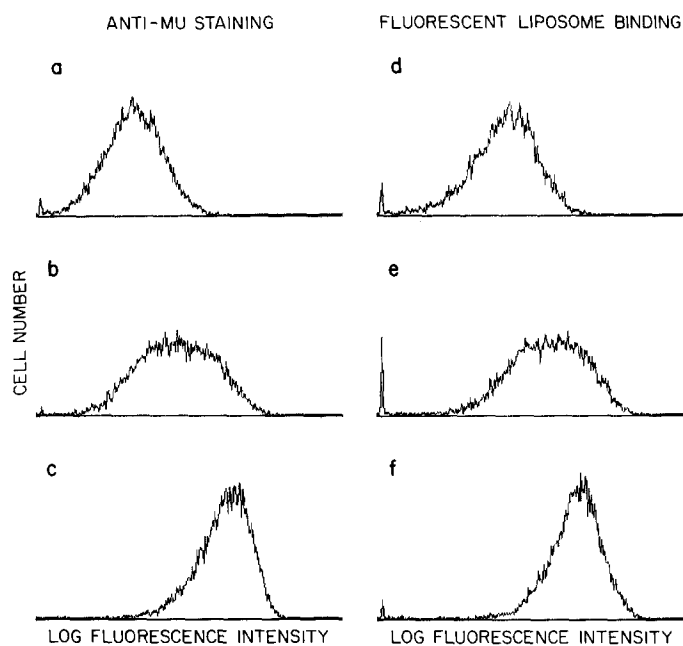 ANTI-MU STAINING
FLUORESCENT LIPOSOME BINDING
a
d
b
e
CELL NUMBER
c
f
LOG FLUORESCENCE INTENSITY
LOG FLUORESCENCE INTENSITY